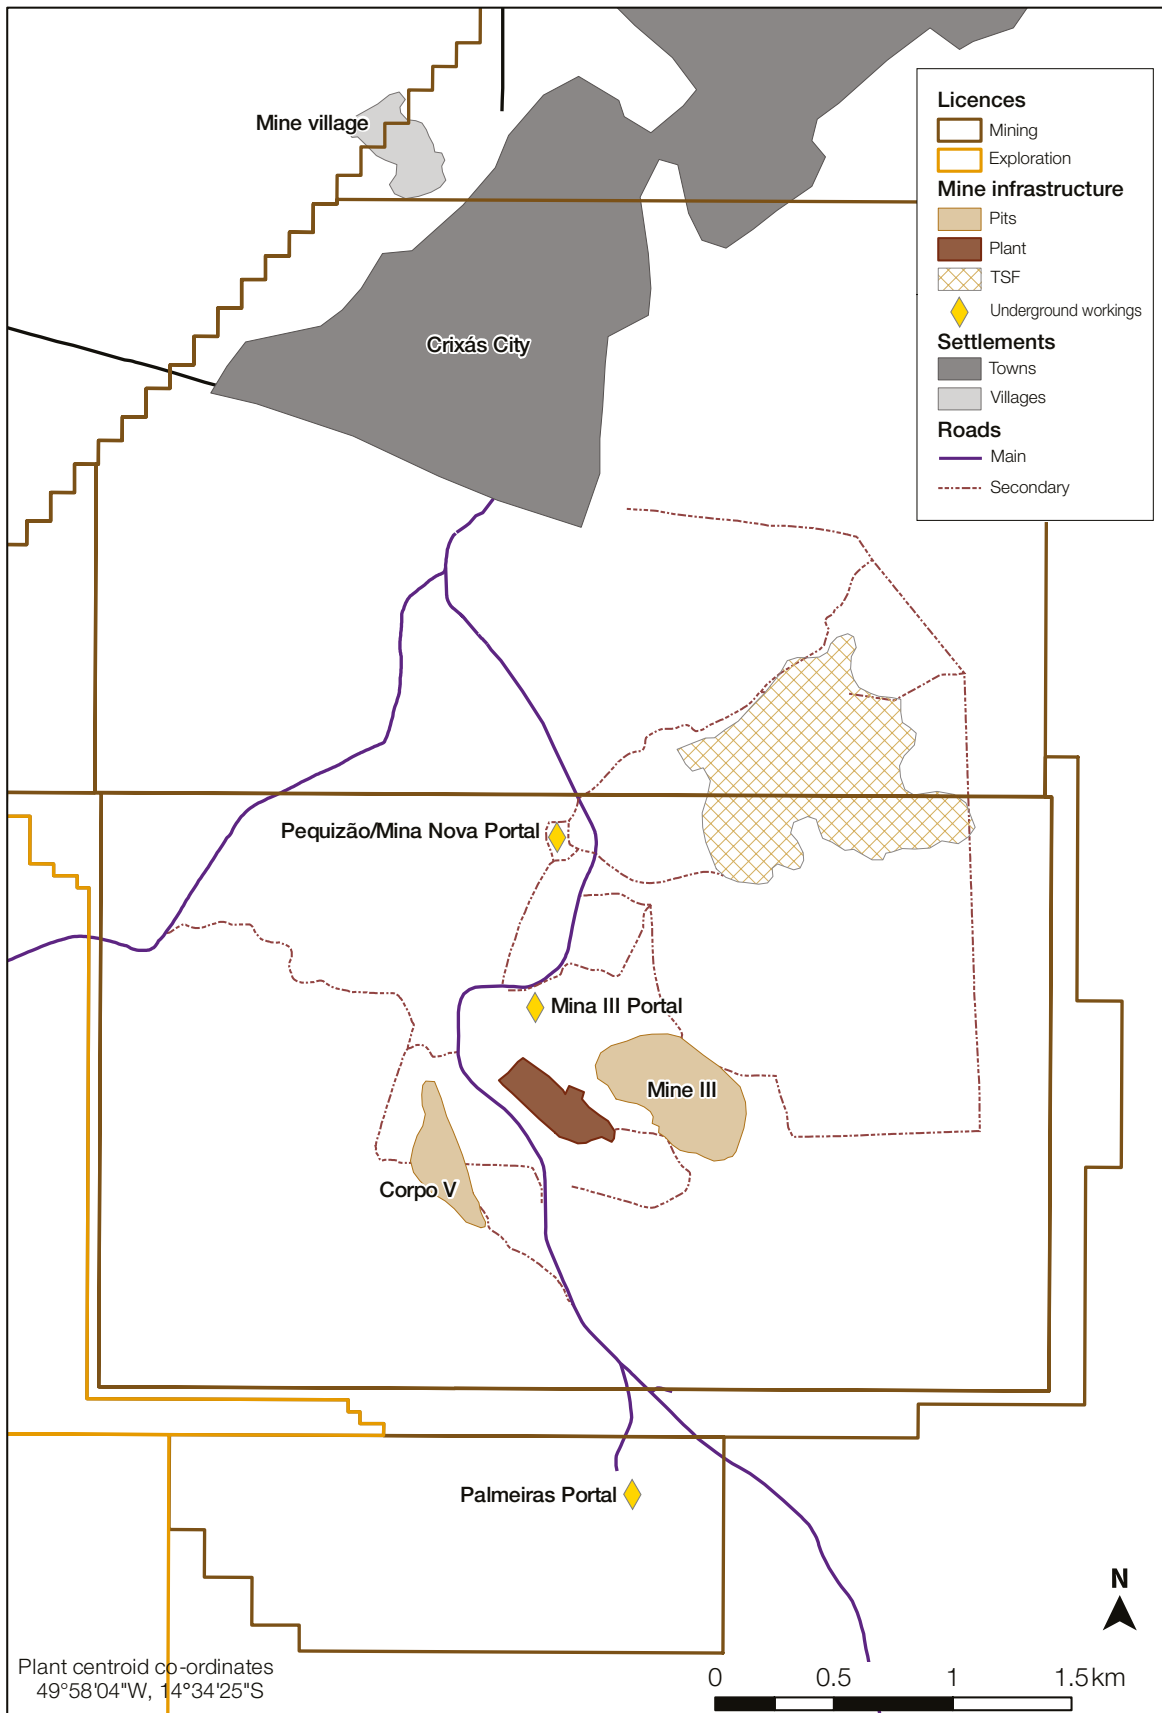 Mine village
Crixás City
Licences
Mining
Exploration
Mine infrastructure
Pits
Plant
TSF
Underground workings
Settlements
Towns
Villages
Roads
Main
Secondary
Pequizão/Mina Nova Portal
Mina III Portal
Mine III
Corpo V
Palmeiras Portal
N
Plant centroid co-ordinates
49°58'04"W, 14°34'25"S
0 0.5 1 1.5km